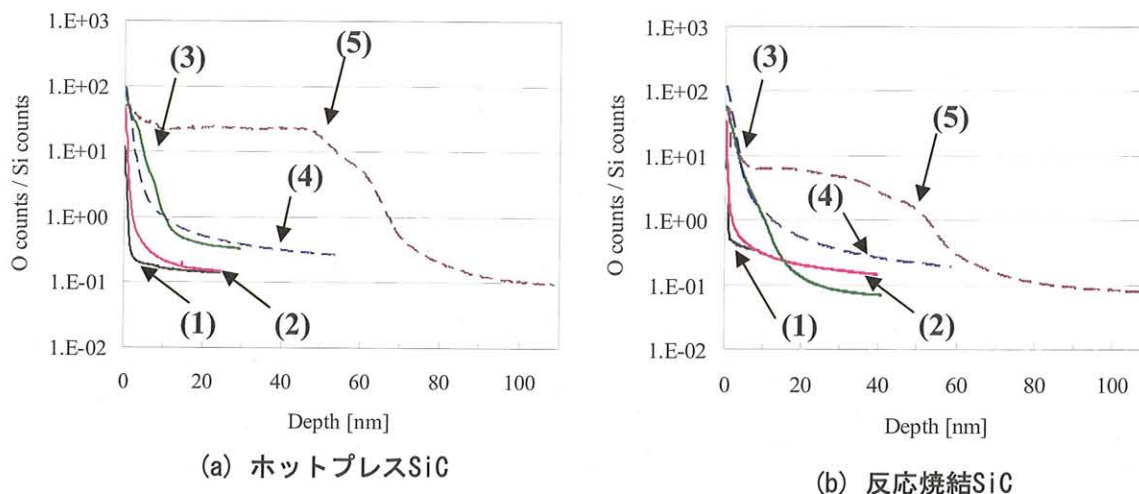 1.E+03
1.E+02
1.E+01
1.E+00
1.E-01
1.E-02
O counts / Si counts
0 20 40 60 80 100
Depth [nm]
(1)
(2)
(3)
(4)
(5)
(a) ホットプレスSiC
1.E+03
1.E+02
1.E+01
1.E+00
1.E-01
1.E-02
O counts / Si counts
0 20 40 60 80 100
Depth [nm]
(1)
(2)
(3)
(4)
(5)
(b) 反応焼結SiC